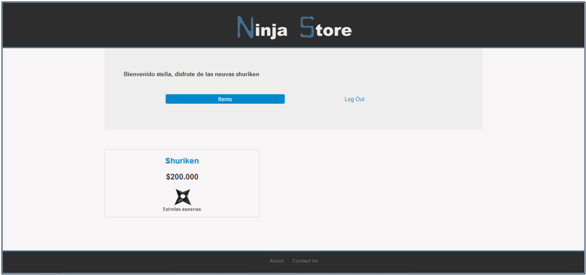 Ninja Store
Bienvenido stella, disfrute de las neuvas shuriken
Items
Log Out
Shuriken
$200.000
Estrellas asesinas
About
Contact Us